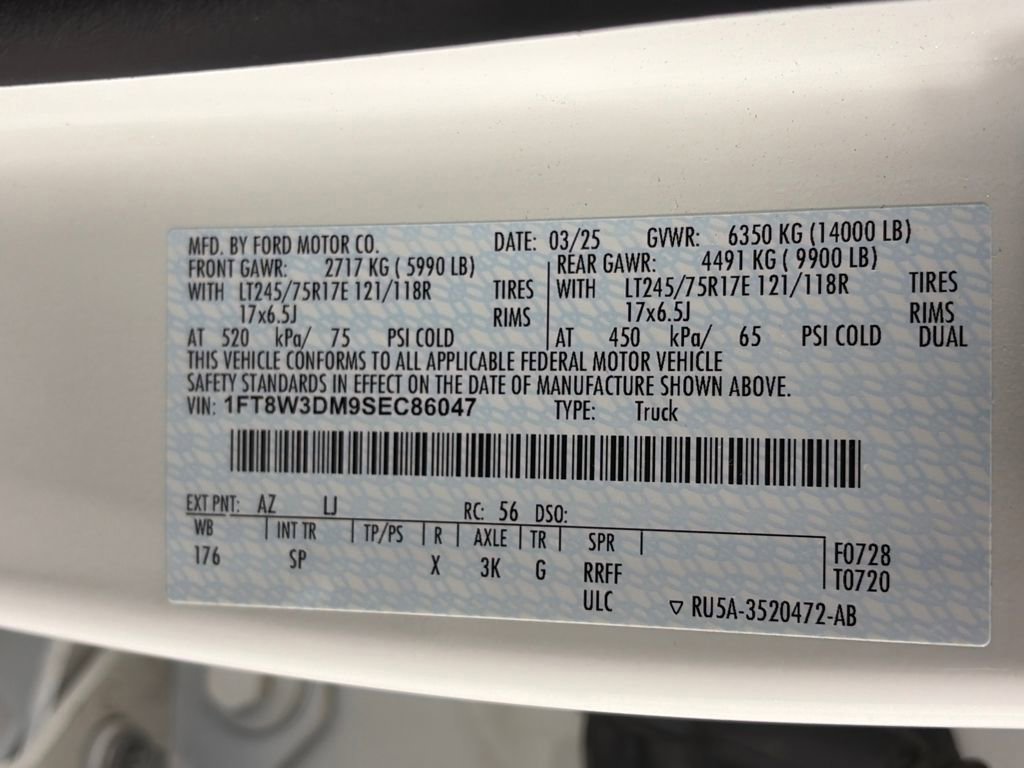 MFD. BY FORD MOTOR CO. DATE: 03/25 GVWR: 6350 KG (14000 LB)
FRONT GAWR: 2717 KG ( 5990 LB) REAR GAWR: 4491 KG ( 9900 LB)
WITH LT245/75R17E 121/118R TIRES WITH LT245/75R17E 121/118R TIRES
17x6.5J RIMS 17x6.5J RIMS
AT 520 kPa/ 75 PSI COLD AT 450 kPa/ 65 PSI COLD DUAL
THIS VEHICLE CONFORMS TO ALL APPLICABLE FEDERAL MOTOR VEHICLE
SAFETY STANDARDS IN EFFECT ON THE DATE OF MANUFACTURE SHOWN ABOVE.
VIN: 1FT8W3DM9SEC86047 TYPE: Truck
EXT PNT: AZ LJ RC: 56 DSO:
WB INT TR TP/PS R AXLE TR SPR
176 SP X 3K G RRFF F0728
ULC T0720
RU5A-3520472-AB